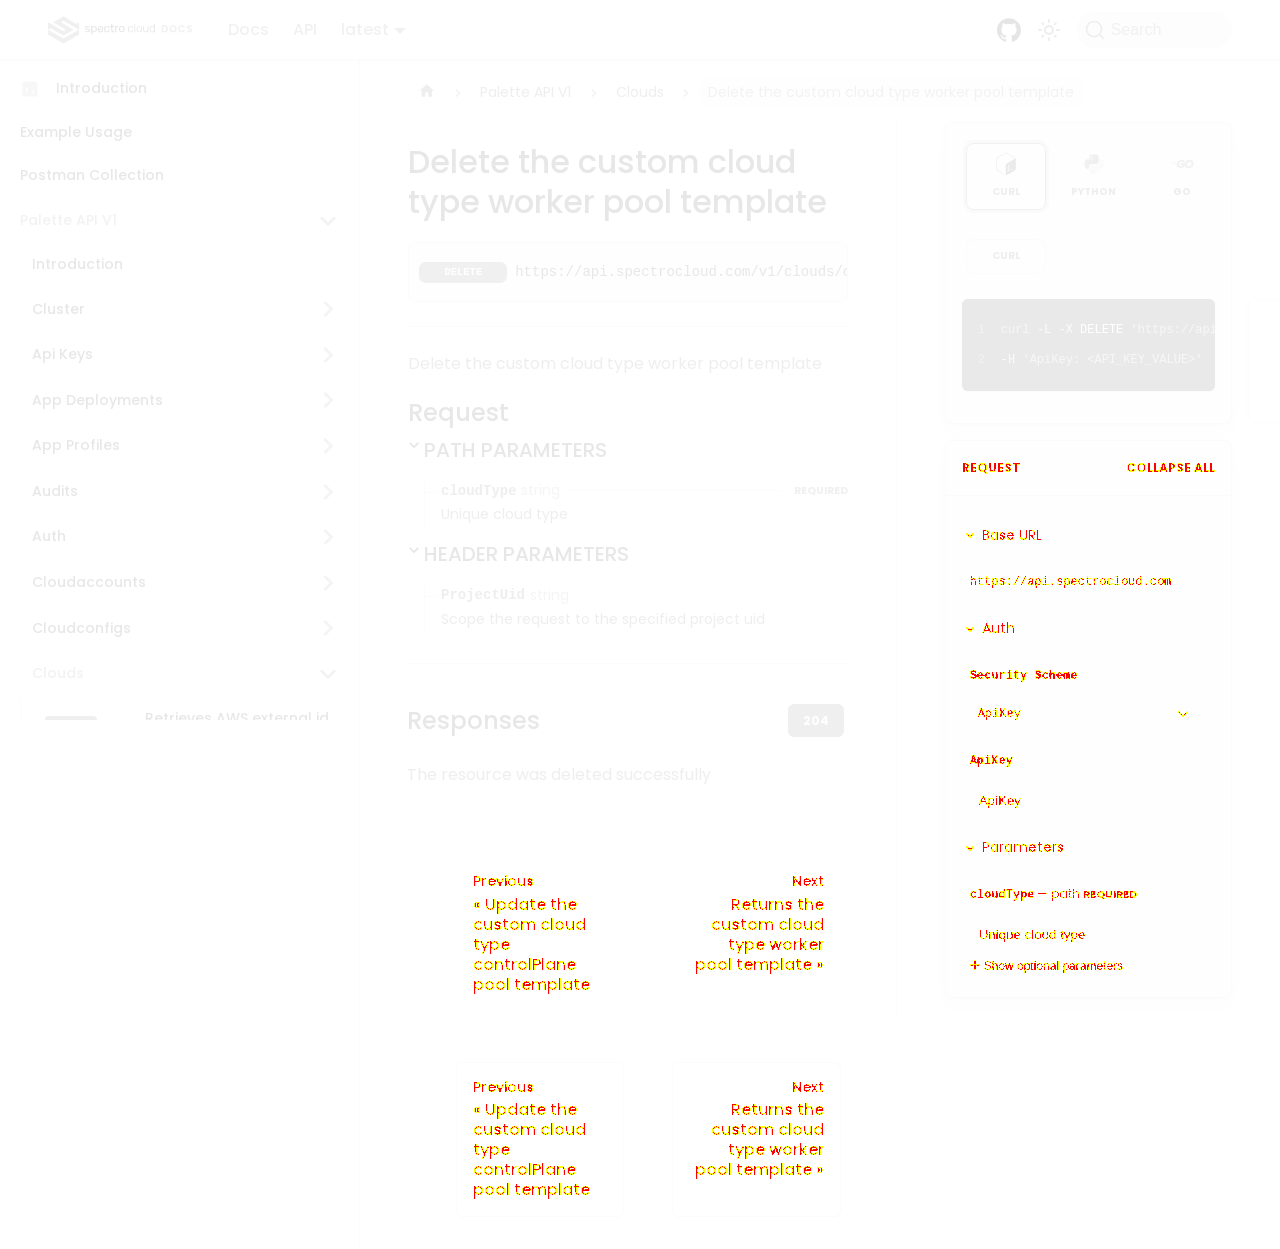 spectro cloud DOCS
Docs
API
latest
Search
Introduction
Example Usage
Postman Collection
Palette API V1
Introduction
Cluster
Api Keys
App Deployments
App Profiles
Audits
Auth
Cloudaccounts
Cloudconfigs
Clouds
Retrieves AWS external id
Palette API V1
Clouds
Delete the custom cloud type worker pool template
Delete the custom cloud
type worker pool template
DELETE https://api.spectrocloud.com/v1/clouds/
Delete the custom cloud type worker pool template
Request
PATH PARAMETERS
cloudType string REQUIRED
Unique cloud type
HEADER PARAMETERS
ProjectUid string
Scope the request to the specified project uid
Responses
204
The resource was deleted successfully
Previous
« Update the
custom cloud
type
controlPlane
pool template
Next
Returns the
custom cloud
type worker
pool template »
Previous
« Update the
custom cloud
type
controlPlane
pool template
Next
Returns the
custom cloud
type worker
pool template »
CURL
PYTHON
GO
CURL
1 curl -L -X DELETE 'https://api
2 -H 'ApiKey: <API_KEY_VALUE>'
REQUEST
COLLAPSE ALL
Base URL
https://api.spectrocloud.com
Auth
Security Scheme
ApiKey
ApiKey
ApiKey
Parameters
cloudType — path REQUIRED
Unique cloud type
Show optional parameters